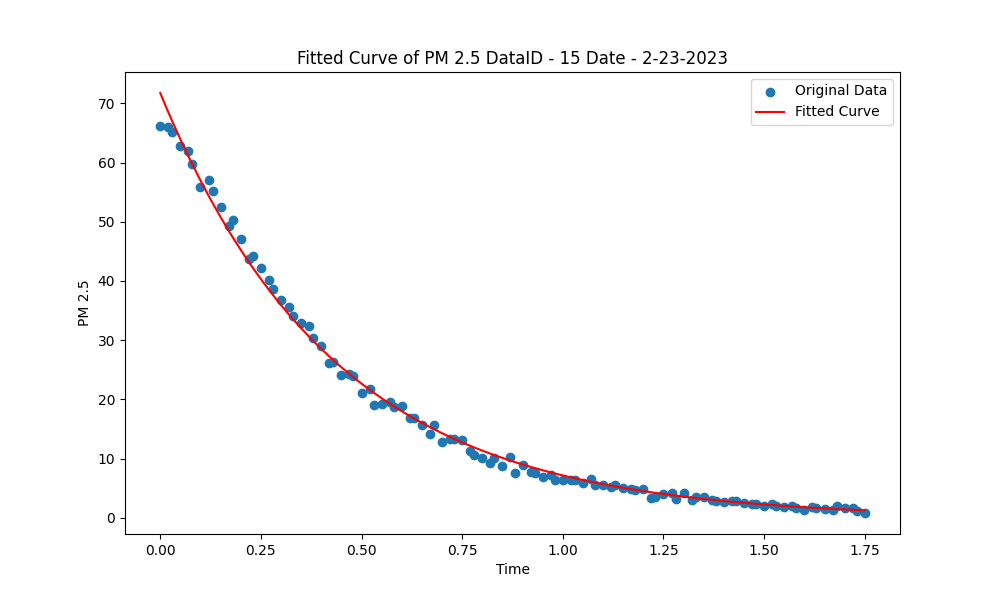 Fitted Curve of PM 2.5 DataID - 15 Date - 2-23-2023
Original Data
Fitted Curve
PM 2.5
70
60
50
40
30
20
10
0
0.00 0.25 0.50 0.75 1.00 1.25 1.50 1.75
Time